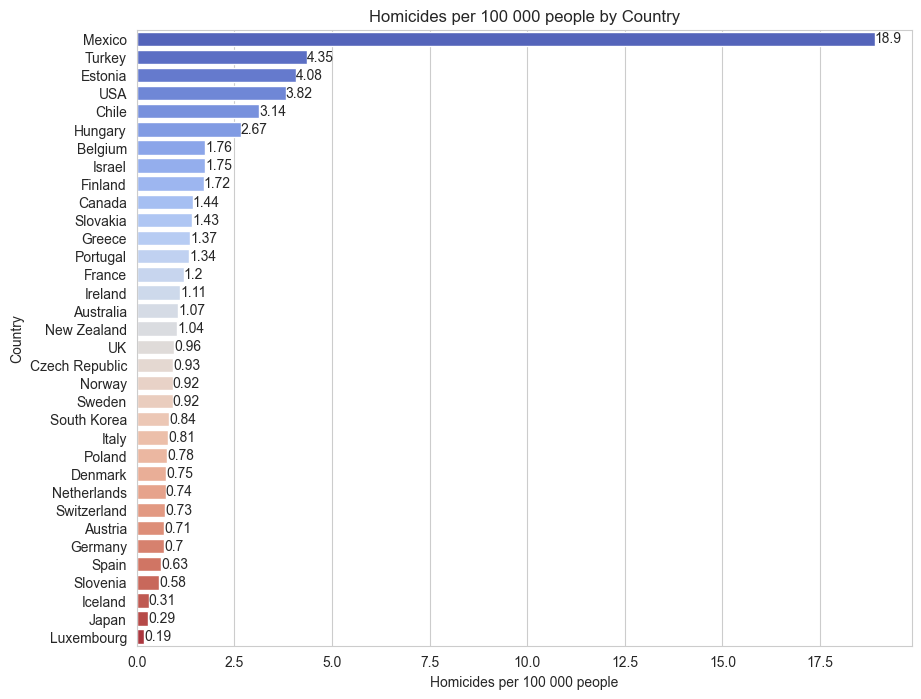 Homicides per 100 000 people by Country
Mexico 18.9
Turkey 4.35
Estonia 4.08
USA 3.82
Chile 3.14
Hungary 2.67
Belgium 1.76
Israel 1.75
Finland 1.72
Canada 1.44
Slovakia 1.43
Greece 1.37
Portugal 1.34
France 1.2
Ireland 1.11
Australia 1.07
New Zealand 1.04
UK 0.96
Czech Republic 0.93
Norway 0.92
Sweden 0.92
South Korea 0.84
Italy 0.81
Poland 0.78
Denmark 0.75
Netherlands 0.74
Switzerland 0.73
Austria 0.71
Germany 0.7
Spain 0.63
Slovenia 0.58
Iceland 0.31
Japan 0.29
Luxembourg 0.19
Country
0.0 2.5 5.0 7.5 10.0 12.5 15.0 17.5
Homicides per 100 000 people